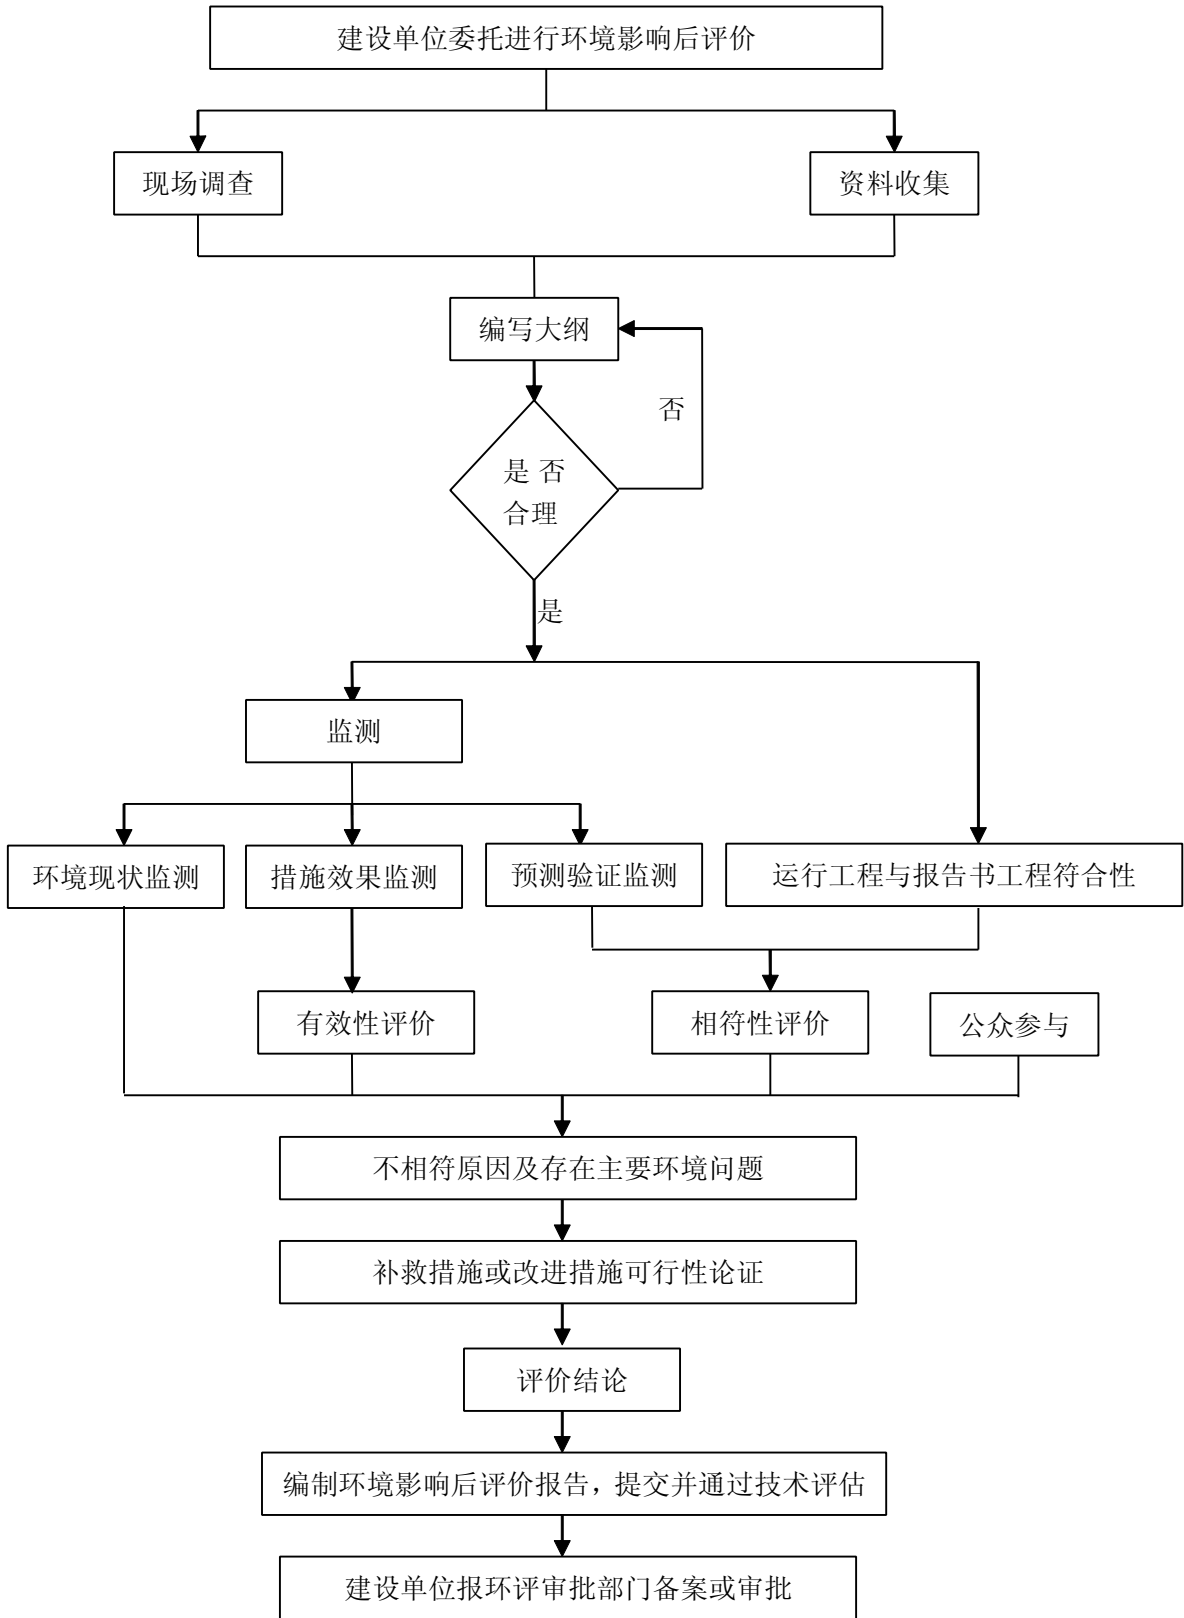 建设单位委托进行环境影响后评价
现场调查
资料收集
编写大纲
否
是 否
合理
是
监测
环境现状监测
措施效果监测
预测验证监测
运行工程与报告书工程符合性
有效性评价
相符性评价
公众参与
不相符原因及存在主要环境问题
补救措施或改进措施可行性论证
评价结论
编制环境影响后评价报告，提交并通过技术评估
建设单位报环评审批部门备案或审批